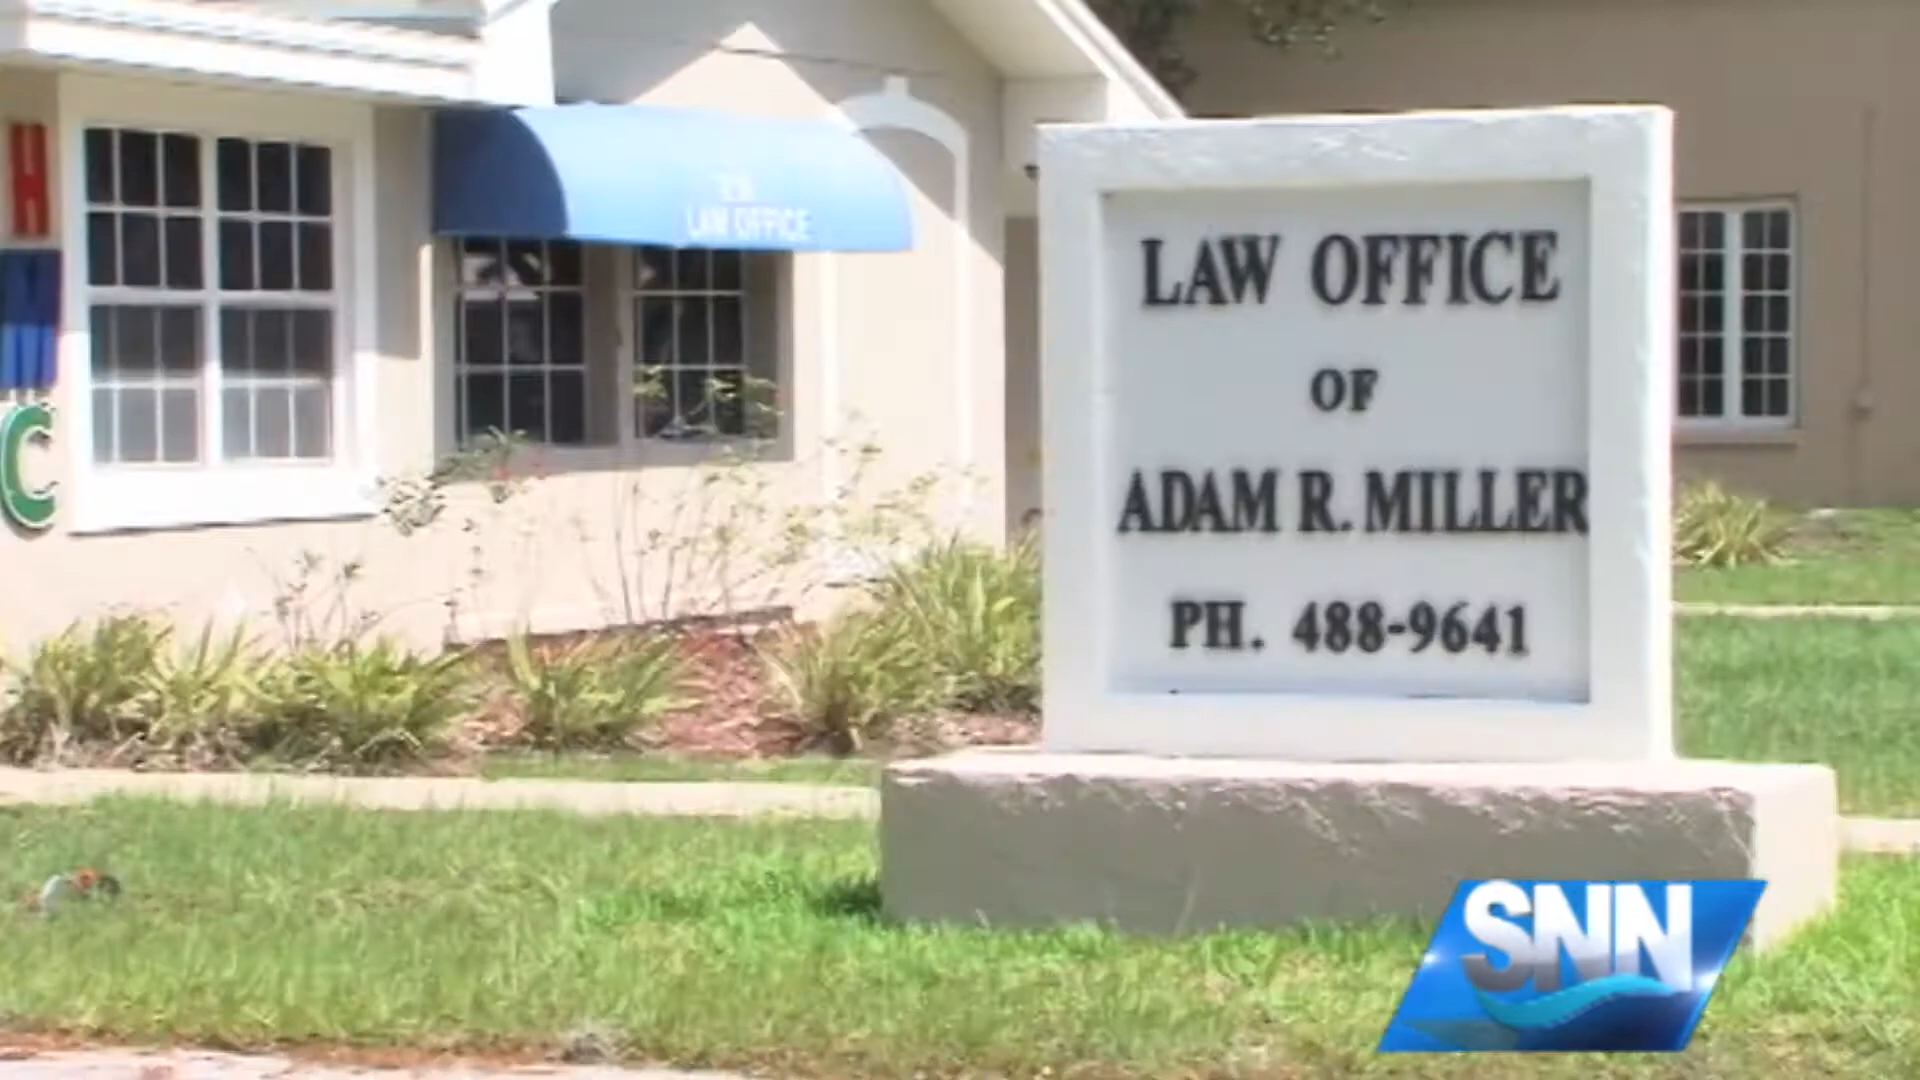 LAW OFFICE
LAW OFFICE
OF
ADAM R. MILLER
PH. 488-9641
SNN